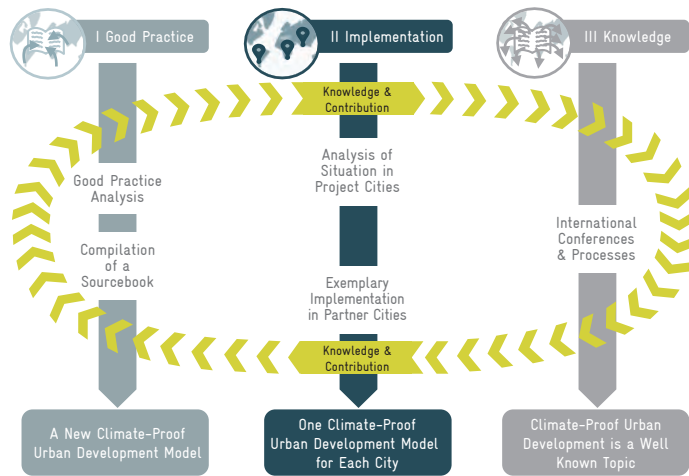 I Good Practice
II Implementation
III Knowledge
Knowledge &
Contribution
Good Practice
Analysis
Compilation
of a
Sourcebook
Analysis of
Situation in
Project Cities
Exemplary
Implementation
in Partner Cities
International
Conferences
& Processes
Knowledge &
Contribution
A New Climate-Proof
Urban Development Model
One Climate-Proof
Urban Development Model
for Each City
Climate-Proof Urban
Development is a Well
Known Topic